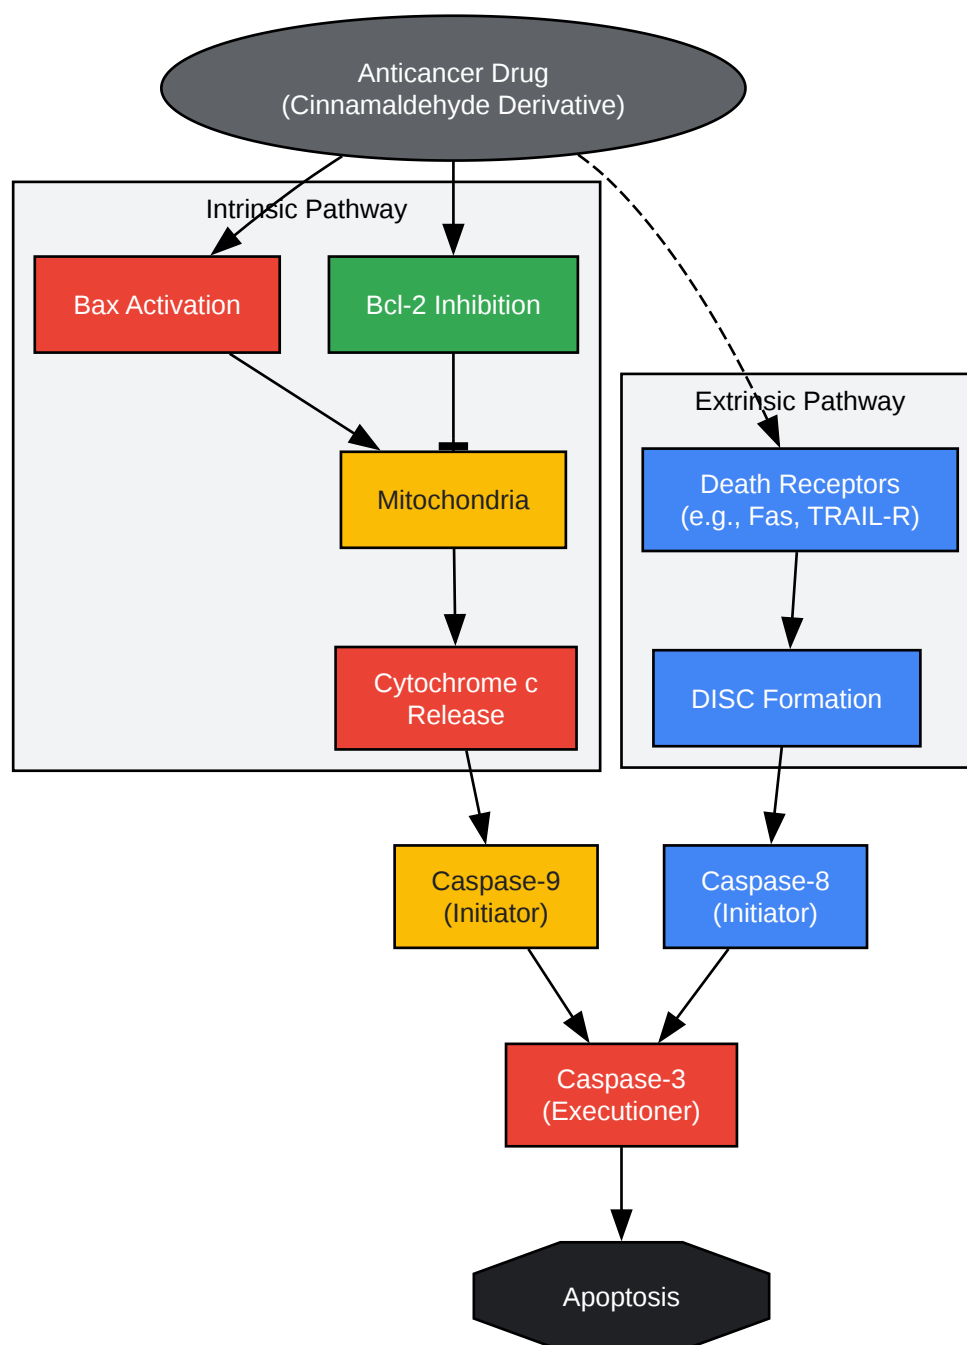 Anticancer Drug
(Cinnamaldehyde Derivative)
Intrinsic Pathway
Bax Activation
Bcl-2 Inhibition
Extrinsic Pathway
Mitochondria
Death Receptors
(e.g., Fas, TRAIL-R)
Cytochrome c
Release
DISC Formation
Caspase-9
(Initiator)
Caspase-8
(Initiator)
Caspase-3
(Executioner)
Apoptosis